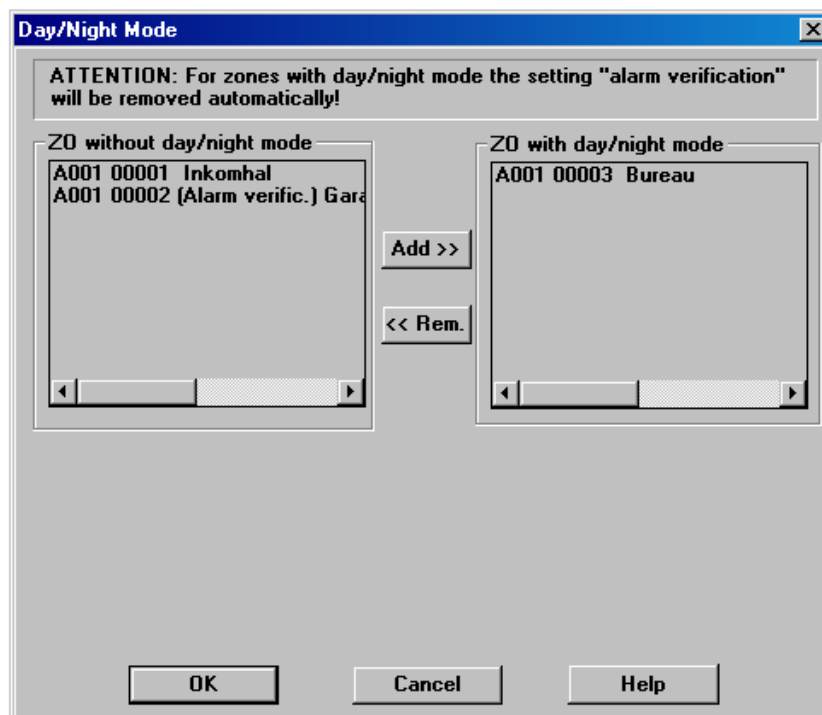 Day/Night Mode
ATTENTION: For zones with day/night mode the setting "alarm verification"
will be removed automatically!
ZO without day/night mode
A001 00001 Inkomhal
A001 00002 (Alarm verific.) Gara
Add >>
<< Rem.
ZO with day/night mode
A001 00003 Bureau
OK
Cancel
Help